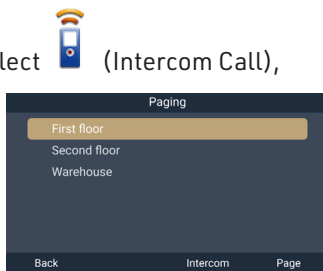 lect (Intercom Call),
Paging
First floor
Second floor
Warehouse
Back Intercom Page